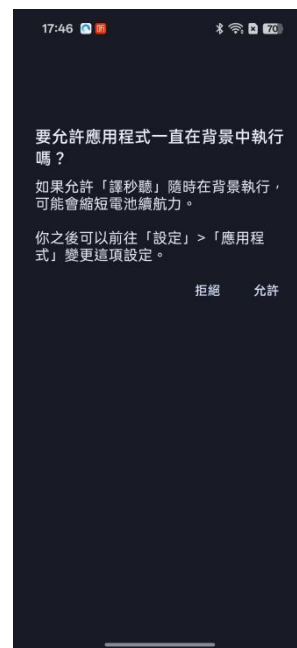 17:46 听 70
要允許應用程式一直在背景中執行
嗎？
如果允許「譯秒聽」隨時在背景執行，
可能會縮短電池續航力。
你之後可以前往「設定」>「應用程
式」變更這項設定。
拒絕 允許